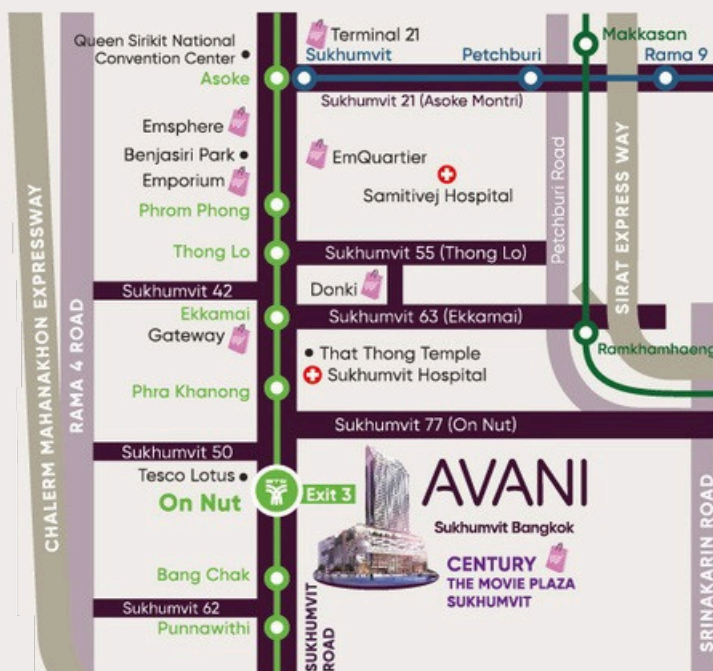 Queen Sirikit National
Convention Center
Asoke
Terminal 21
Sukhumvit
Petchburi
Makkasan
Rama 9
Sukhumvit 21 (Asoke Montri)
Emsphere
Benjasiri Park
Emporium
Phrom Phong
EmQuartier
Samitivej Hospital
Petchburi Road
SIRAT EXPRESS WAY
Thong Lo
Sukhumvit 55 (Thong Lo)
Sukhumvit 42
Donki
Ekkamai
Gateway
Sukhumvit 63 (Ekkamai)
Ramkhamhaeng
That Thong Temple
Sukhumvit Hospital
Phra Khanong
Sukhumvit 77 (On Nut)
Sukhumvit 50
Tesco Lotus
On Nut
BTS
Exit 3
AVANI
Sukhumvit Bangkok
CENTURY
THE MOVIE PLAZA
SUKHUMVIT
Bang Chak
Sukhumvit 62
Punnawithi
SUKHUMVIT
ROAD
CHALERM MAHANAKHON EXPRESSWAY
RAMA 4 ROAD
SRINAKARIN ROAD